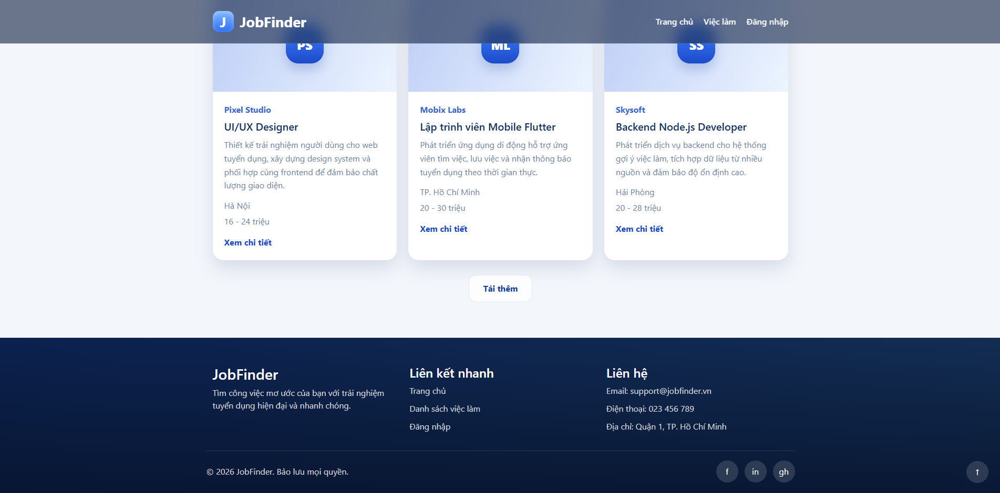 J JobFinder
Trang chủ Việc làm Đăng nhập
PS
ML
SS
Pixel Studio
UI/UX Designer
Thiết kế trải nghiệm người dùng cho web
tuyển dụng, xây dựng design system và
phối hợp cùng frontend để đảm bảo chất
lượng giao diện.
Hà Nội
16 - 24 triệu
Xem chi tiết
Mobix Labs
Lập trình viên Mobile Flutter
Phát triển ứng dụng di động hỗ trợ ứng
viên tìm việc, lưu việc và nhận thông báo
tuyển dụng theo thời gian thực.
TP. Hồ Chí Minh
20 - 30 triệu
Xem chi tiết
Skysoft
Backend Node.js Developer
Phát triển dịch vụ backend cho hệ thống
gợi ý việc làm, tích hợp dữ liệu từ nhiều
nguồn và đảm bảo độ ổn định cao.
Hải Phòng
20 - 28 triệu
Xem chi tiết
Tải thêm
JobFinder
Tìm công việc mơ ước của bạn với trải nghiệm
tuyển dụng hiện đại và nhanh chóng.
Liên kết nhanh
Trang chủ
Danh sách việc làm
Đăng nhập
Liên hệ
Email: support@jobfinder.vn
Điện thoại: 023 456 789
Địa chỉ: Quận 1, TP. Hồ Chí Minh
© 2026 JobFinder. Bảo lưu mọi quyền.
f in gh
↑